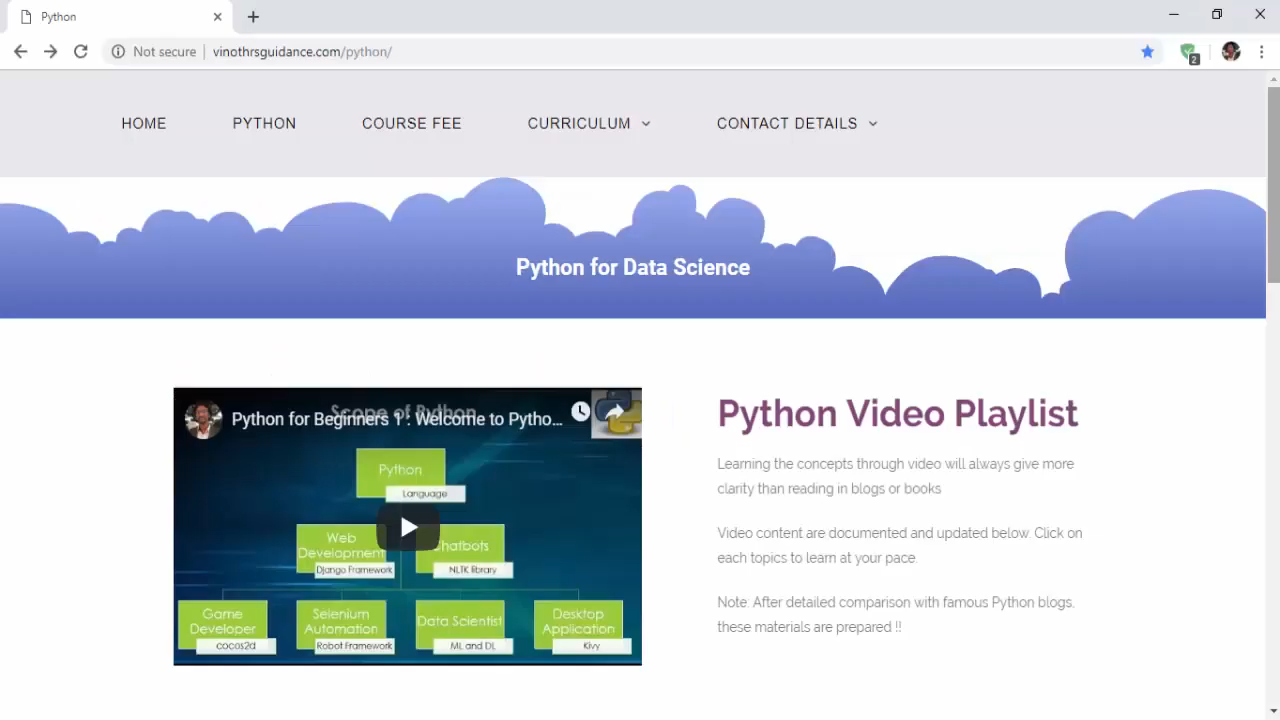 Python
Not secure
vinothrsguidance.com/python/
2
HOME
PYTHON
COURSE FEE
CURRICULUM
CONTACT DETAILS
Python for Data Science
Scope of Python
Python for Beginners 1 : Welcome to Pytho...
Python
Language
Web
Development
Django Framework
Chatbots
NLTK library
Game
Developer
cocos2d
Selenium
Automation
Robot Framework
Data Scientist
ML and DL
Desktop
Application
Kivy
Python Video Playlist
Learning the concepts through video will always give more
clarity than reading in blogs or books
Video content are documented and updated below. Click on
each topics to learn at your pace.
Note: After detailed comparison with famous Python blogs,
these materials are prepared !!